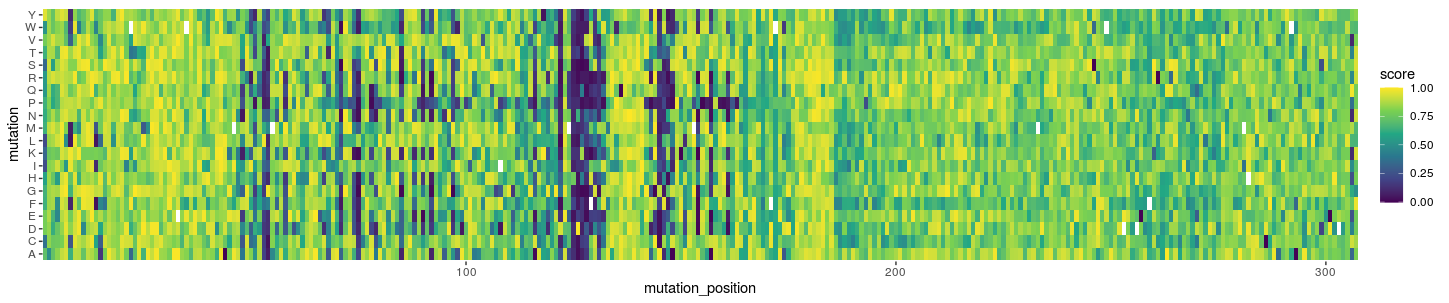 Y
W
V
T
S
R
Q
P
N
M
L
K
I
H
G
F
E
D
C
A
mutation
100
200
300
mutation_position
score
1.00
0.75
0.50
0.25
0.00